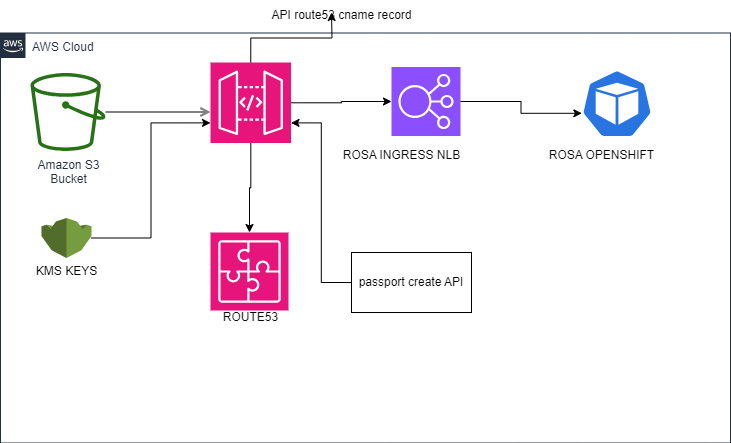 API route53 cname record
aws
AWS Cloud
</>
Amazon S3
Bucket
ROSA INGRESS NLB
ROSA OPENSHIFT
KMS KEYS
passport create API
ROUTE53